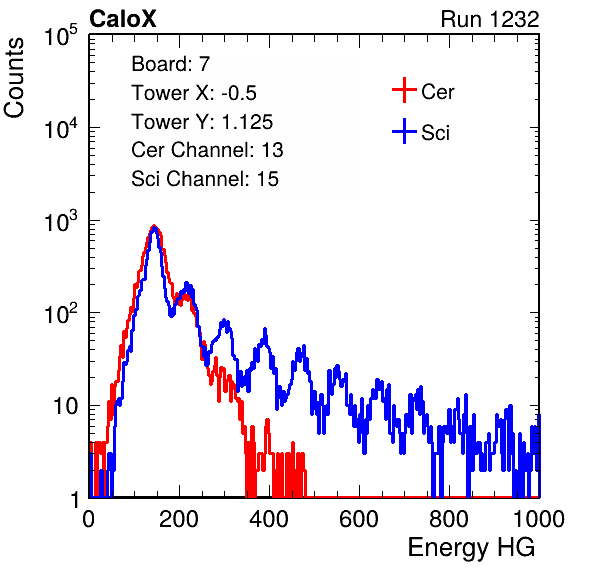 CaloX Run 1232
Counts
Board: 7
Tower X: -0.5
Tower Y: 1.125
Cer Channel: 13
Sci Channel: 15
Cer
Sci
10^5
10^4
10^3
10^2
10
1
0 200 400 600 800 1000
Energy HG